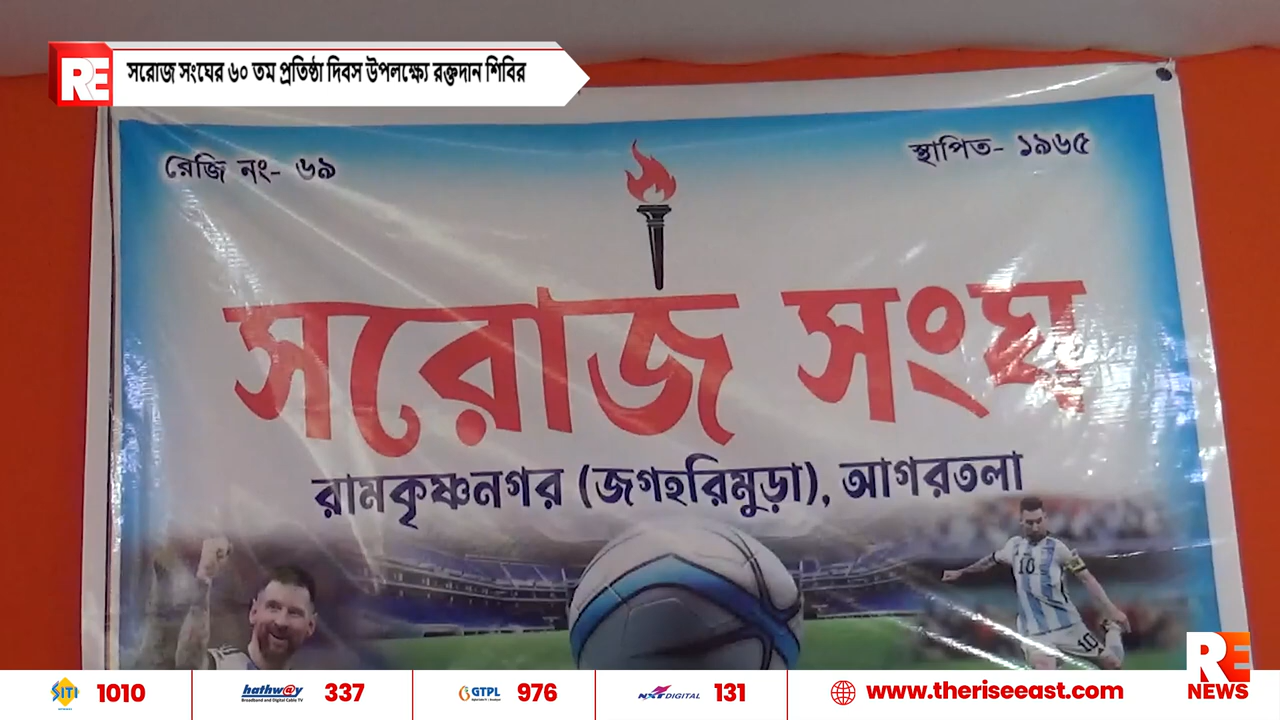 RE সরোজ সংঘের ৬০ তম প্রতিষ্ঠা দিবস উপলক্ষ্যে রক্তদান শিবির
রেজি নং- ৬৯
স্থাপিত- ১৯৬৫
সরোজ সংঘ
রামকৃষ্ণনগর (জগহরিমুড়া), আগরতলা
10
10
SITI 1010
hathw@y 337
GTPL 976
NXT DIGITAL 131
www.theriseeast.com
RE
NEWS